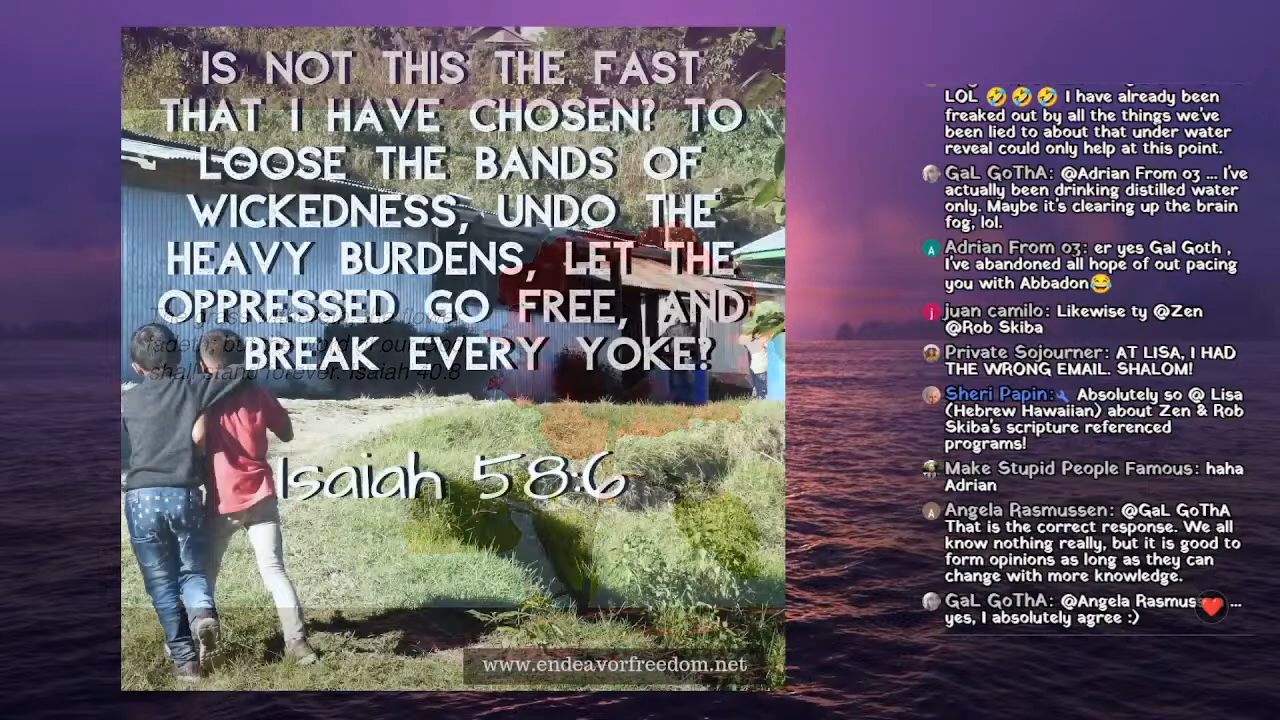 IS NOT THIS THE FAST
THAT I HAVE CHOSEN? TO
LOOSE THE BANDS OF
WICKEDNESS, UNDO THE
HEAVY BURDENS, LET THE
OPPRESSED GO FREE, AND
BREAK EVERY YOKE?
shall stand forever. Isaiah 40:8
Isaiah 58:6
www.endeavorfreedom.net
LOL 🤣🤣🤣 I have already been
freaked out by all the things we've
been lied to about that under water
reveal could only help at this point.
GaL GoThA: @Adrian From 03 ... I've
actually been drinking distilled water
only. Maybe it's clearing up the brain
fog, lol.
A Adrian From 03: er yes Gal Goth ,
I've abandoned all hope of out pacing
you with Abbadon😂
j juan camilo: Likewise ty @Zen
@Rob Skiba
Private Sojourner: AT LISA, I HAD
THE WRONG EMAIL. SHALOM!
Sheri Papin:🔧 Absolutely so @ Lisa
(Hebrew Hawaiian) about Zen & Rob
Skiba's scripture referenced
programs!
Make Stupid People Famous: haha
Adrian
A Angela Rasmussen: @GaL GoThA
That is the correct response. We all
know nothing really, but it is good to
form opinions as long as they can
change with more knowledge.
GaL GoThA: @Angela Rasmus ...
yes, I absolutely agree :)